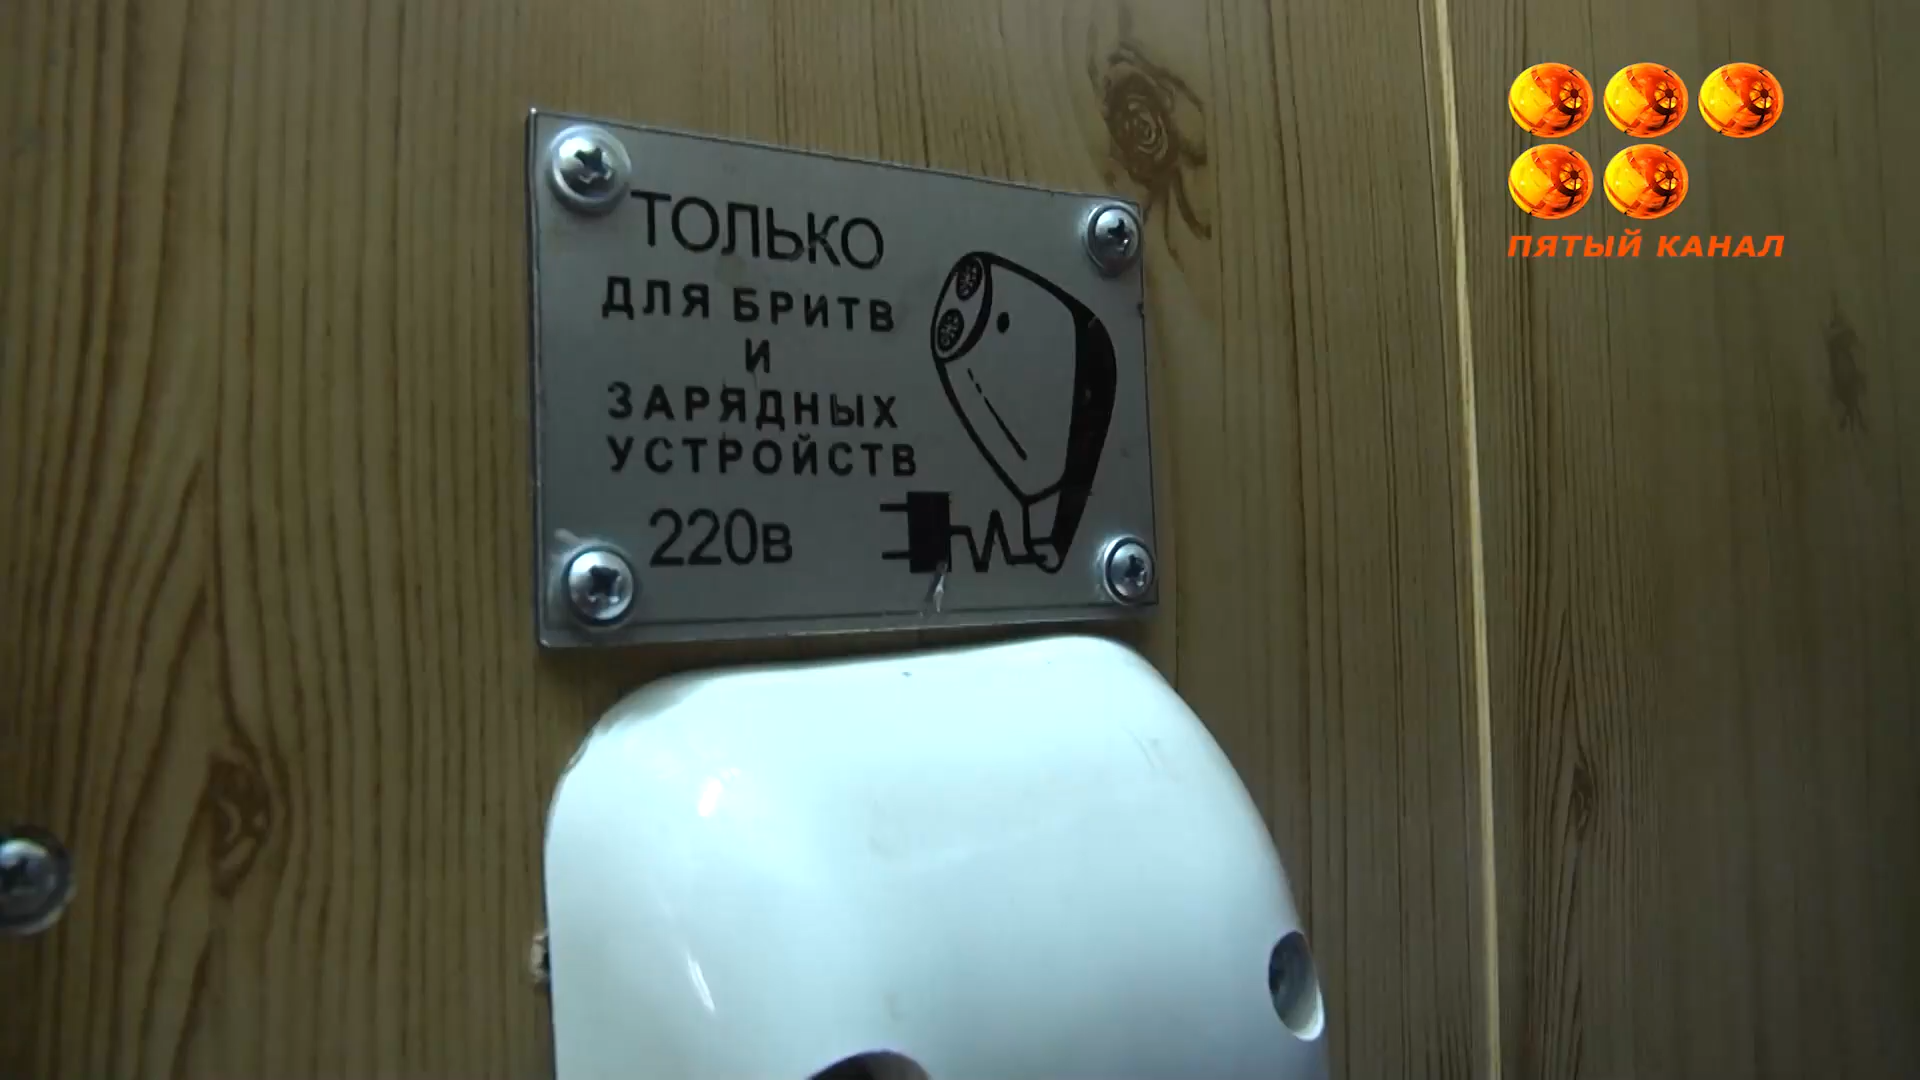 ТОЛЬКО
ДЛЯ БРИТВ
И
ЗАРЯДНЫХ
УСТРОЙСТВ
220в
ПЯТЫЙ КАНАЛ